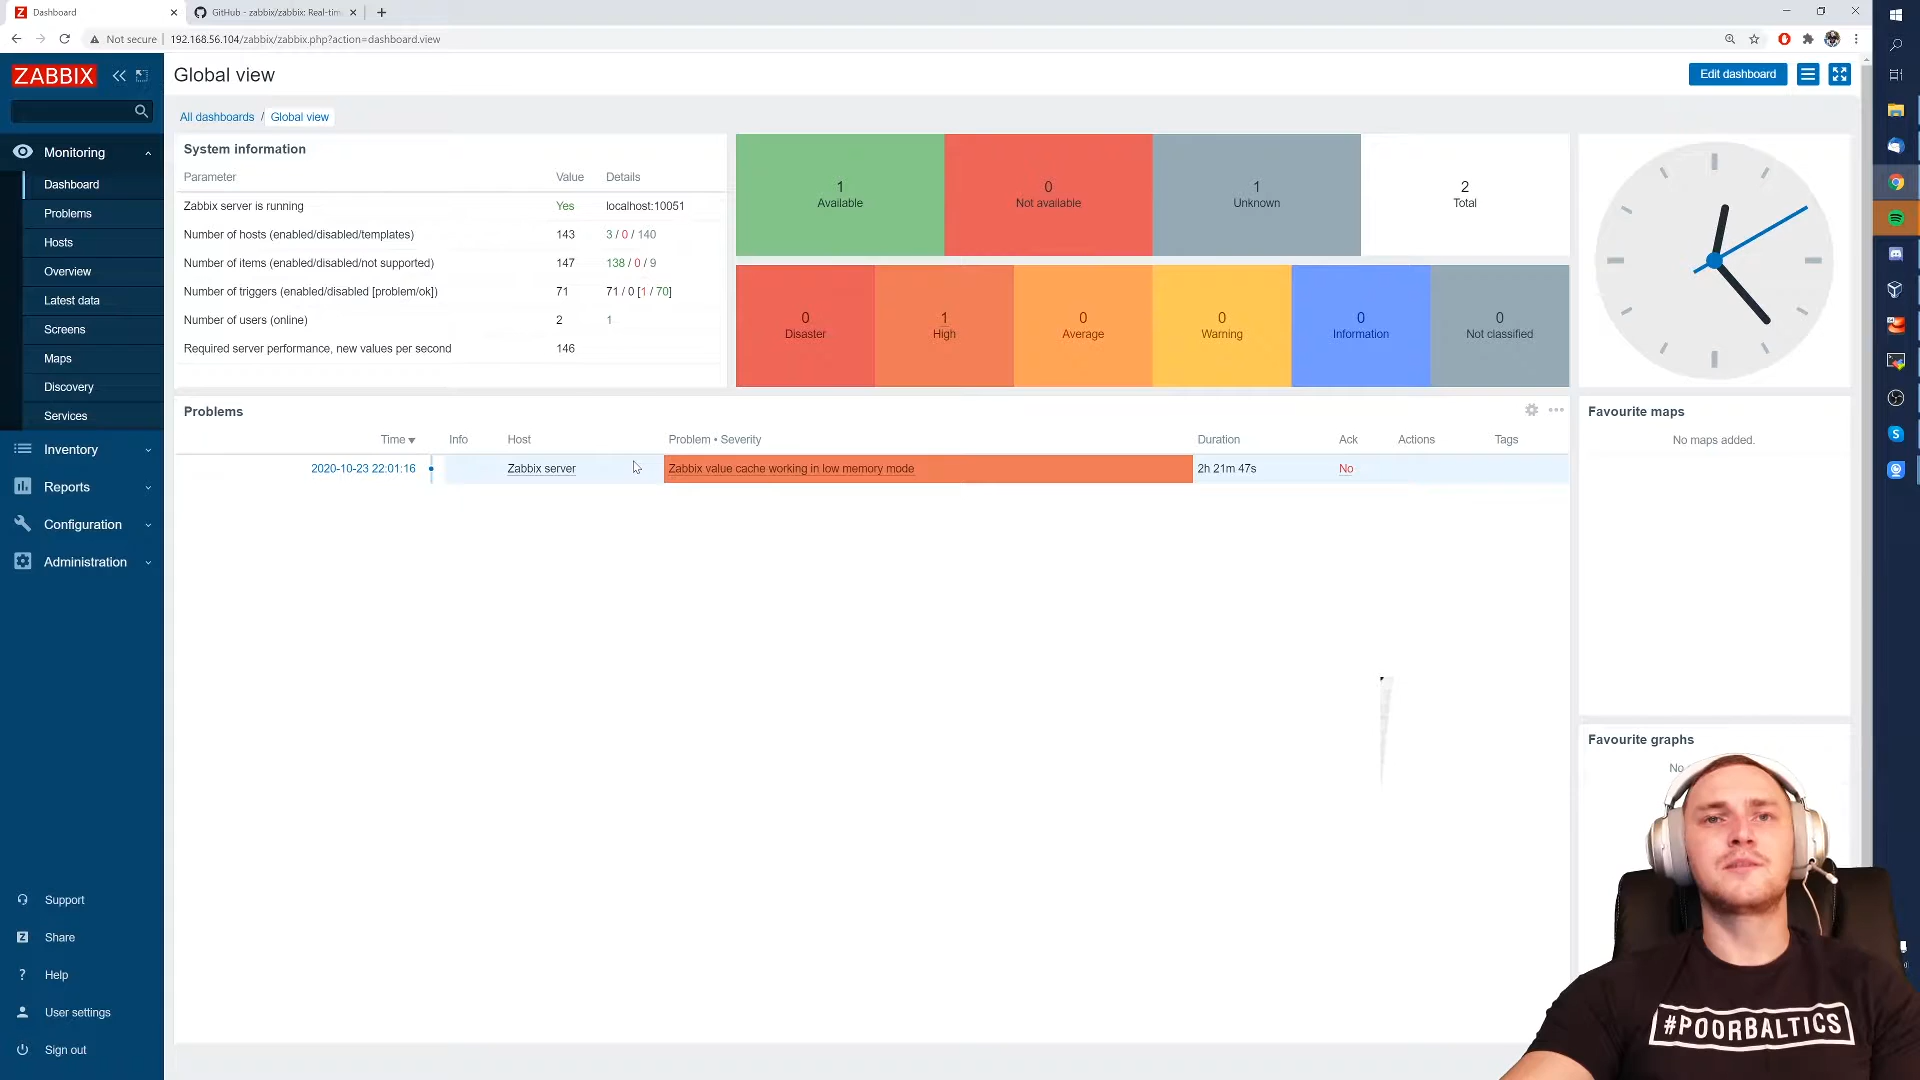 Dashboard
GitHub - zabbix/zabbix: Real-tim
Not secure
192.168.56.104/zabbix/zabbix.php?action=dashboard.view
ZABBIX
Global view
Edit dashboard
All dashboards / Global view
Monitoring
Dashboard
Problems
Hosts
Overview
Latest data
Screens
Maps
Discovery
Services
Inventory
Reports
Configuration
Administration
Support
Share
Help
User settings
Sign out
System information
Parameter Value Details
Zabbix server is running Yes localhost:10051
Number of hosts (enabled/disabled/templates) 143 3 / 0 / 140
Number of items (enabled/disabled/not supported) 147 138 / 0 / 9
Number of triggers (enabled/disabled [problem/ok]) 71 71 / 0 [1 / 70]
Number of users (online) 2 1
Required server performance, new values per second 146
1 Available
0 Not available
1 Unknown
2 Total
0 Disaster
1 High
0 Average
0 Warning
0 Information
0 Not classified
Problems
Time Info Host Problem • Severity Duration Ack Actions Tags
2020-10-23 22:01:16 Zabbix server Zabbix value cache working in low memory mode 2h 21m 47s No
Favourite maps
No maps added.
Favourite graphs
No
#POORBALTICS